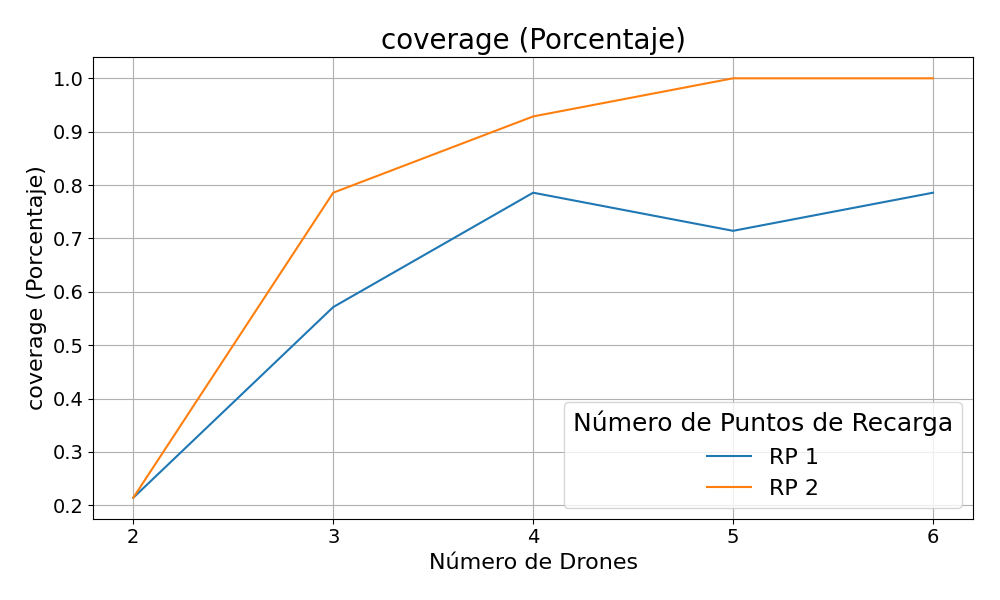 coverage (Porcentaje)
coverage (Porcentaje)
1.0
0.9
0.8
0.7
0.6
0.5
0.4
0.3
0.2
Número de Puntos de Recarga
RP 1
RP 2
2 3 4 5 6
Número de Drones